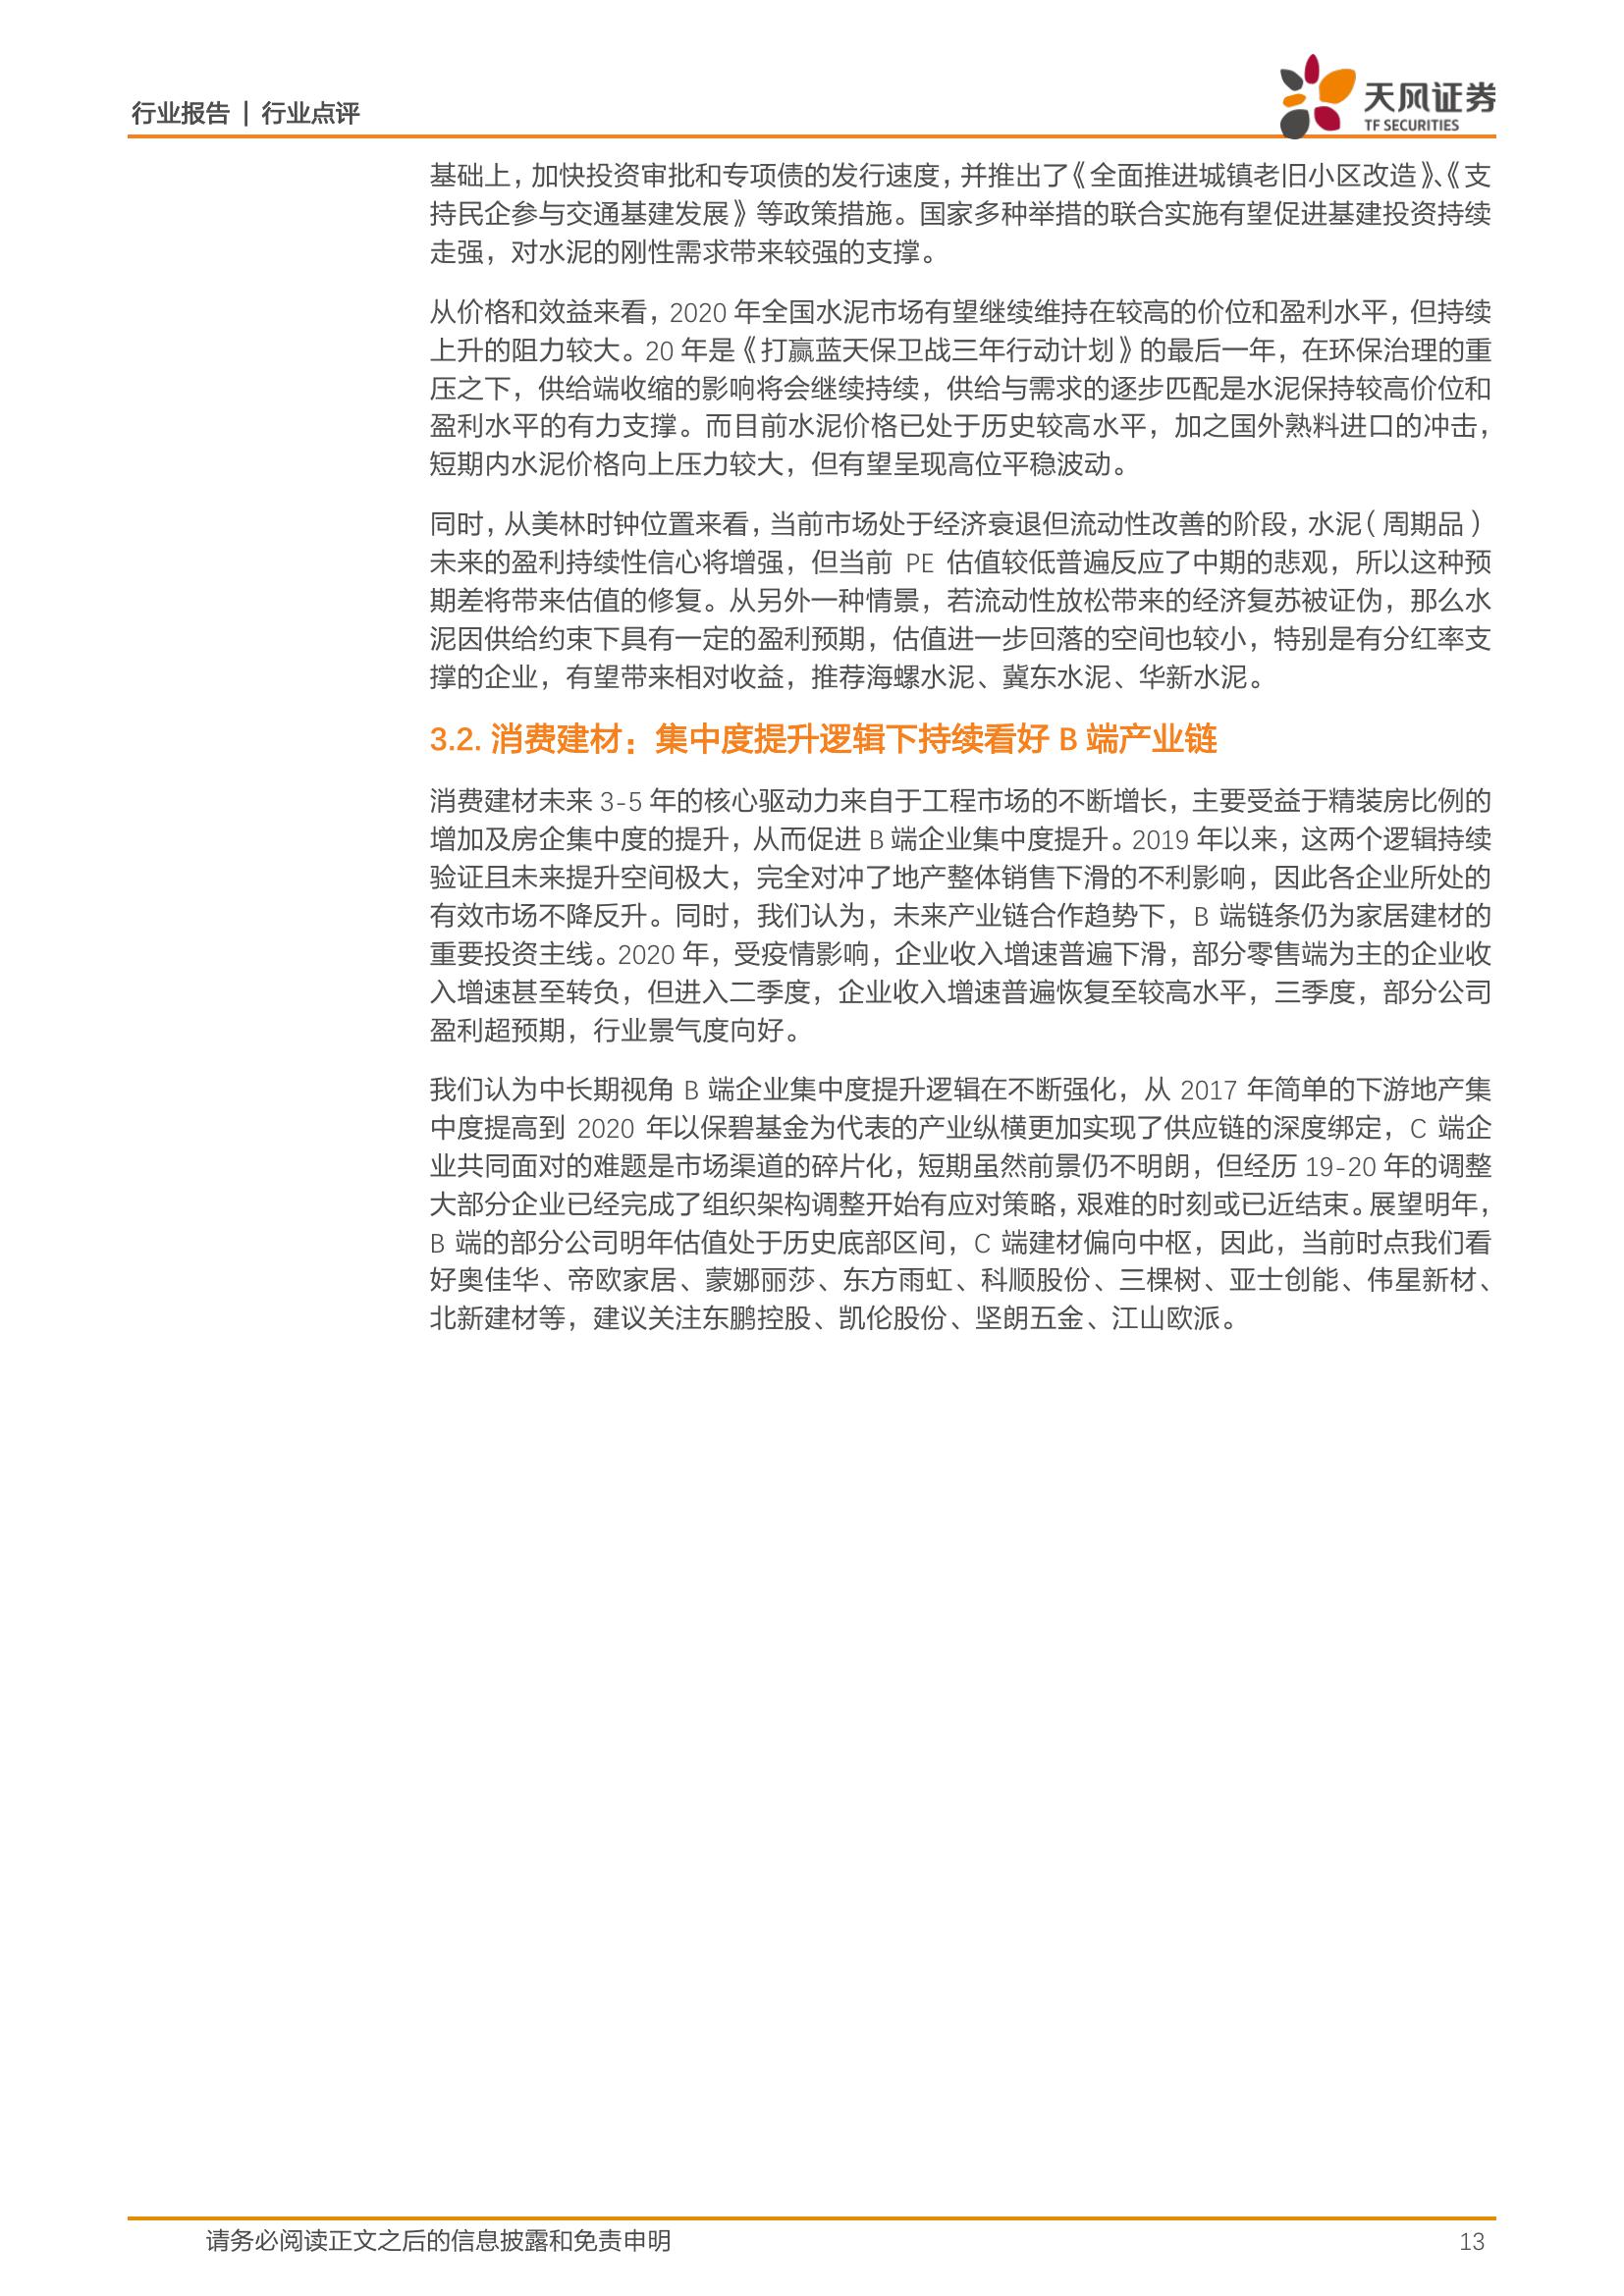 行业报告 | 行业点评
天风证券
TF SECURITIES
基础上，加快投资审批和专项债的发行速度，并推出了《全面推进城镇老旧小区改造》、《支
持民企参与交通基建发展》等政策措施。国家多种举措的联合实施有望促进基建投资持续
走强，对水泥的刚性需求带来较强的支撑。
从价格和效益来看，2020 年全国水泥市场有望继续维持在较高的价位和盈利水平，但持续
上升的阻力较大。20 年是《打赢蓝天保卫战三年行动计划》的最后一年，在环保治理的重
压之下，供给端收缩的影响将会继续持续，供给与需求的逐步匹配是水泥保持较高价位和
盈利水平的有力支撑。而目前水泥价格已处于历史较高水平，加之国外熟料进口的冲击，
短期内水泥价格向上压力较大，但有望呈现高位平稳波动。
同时，从美林时钟位置来看，当前市场处于经济衰退但流动性改善的阶段，水泥（周期品）
未来的盈利持续性信心将增强，但当前 PE 估值较低普遍反应了中期的悲观，所以这种预
期差将带来估值的修复。从另外一种情景，若流动性放松带来的经济复苏被证伪，那么水
泥因供给约束下具有一定的盈利预期，估值进一步回落的空间也较小，特别是有分红率支
撑的企业，有望带来相对收益，推荐海螺水泥、冀东水泥、华新水泥。
3.2. 消费建材：集中度提升逻辑下持续看好 B 端产业链
消费建材未来 3-5 年的核心驱动力来自于工程市场的不断增长，主要受益于精装房比例的
增加及房企集中度的提升，从而促进 B 端企业集中度提升。2019 年以来，这两个逻辑持续
验证且未来提升空间极大，完全对冲了地产整体销售下滑的不利影响，因此各企业所处的
有效市场不降反升。同时，我们认为，未来产业链合作趋势下，B 端链条仍为家居建材的
重要投资主线。2020 年，受疫情影响，企业收入增速普遍下滑，部分零售端为主的企业收
入增速甚至转负，但进入二季度，企业收入增速普遍恢复至较高水平，三季度，部分公司
盈利超预期，行业景气度向好。
我们认为中长期视角 B 端企业集中度提升逻辑在不断强化，从 2017 年简单的下游地产集
中度提高到 2020 年以保碧基金为代表的产业纵横更加实现了供应链的深度绑定，C 端企
业共同面对的难题是市场渠道的碎片化，短期虽然前景仍不明朗，但经历 19-20 年的调整
大部分企业已经完成了组织架构调整开始有应对策略，艰难的时刻或已近结束。展望明年，
B 端的部分公司明年估值处于历史底部区间，C 端建材偏向中枢，因此，当前时点我们看
好奥佳华、帝欧家居、蒙娜丽莎、东方雨虹、科顺股份、三棵树、亚士创能、伟星新材、
北新建材等，建议关注东鹏控股、凯伦股份、坚朗五金、江山欧派。
请务必阅读正文之后的信息披露和免责申明
13